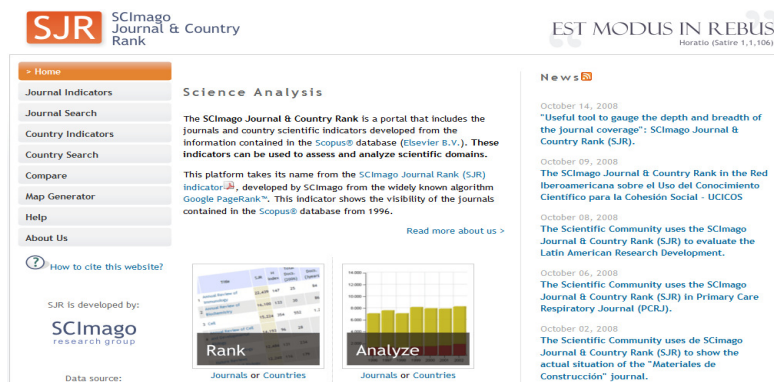 SJR
SCImago
Journal & Country
Rank
EST MODUS IN REBUS
Horatio (Satire 1,1,106)
> Home
Journal Indicators
Journal Search
Country Indicators
Country Search
Compare
Map Generator
Help
About Us
? How to cite this website?
SJR is developed by:
SCImago
research group
Data source:
Science Analysis
The SCImago Journal & Country Rank is a portal that includes the
journals and country scientific indicators developed from the
information contained in the Scopus® database (Elsevier B.V.). These
indicators can be used to assess and analyze scientific domains.
This platform takes its name from the SCImago Journal Rank (SJR)
indicator, developed by SCImago from the widely known algorithm
Google PageRank™. This indicator shows the visibility of the journals
contained in the Scopus® database from 1996.
Read more about us >
Title
Rank
Journals or Countries
14.000
12.000
10.000
8.000
6.000
Analyze
Journals or Countries
News
October 14, 2008
"Useful tool to gauge the depth and breadth of
the journal coverage": SCImago Journal &
Country Rank (SJR).
October 09, 2008
The SCImago Journal & Country Rank in the Red
Iberoamericana sobre el Uso del Conocimiento
Científico para la Cohesión Social - UCICOS
October 08, 2008
The Scientific Community uses the SCImago
Journal & Country Rank (SJR) to evaluate the
Latin American Research Development.
October 06, 2008
The Scientific Community uses the SCImago
Journal & Country Rank (SJR) in Primary Care
Respiratory Journal (PCRJ).
October 02, 2008
The Scientific Community uses de SCImago
Journal & Country Rank (SJR) to show the
actual situation of the "Materiales de
Construcción" journal.